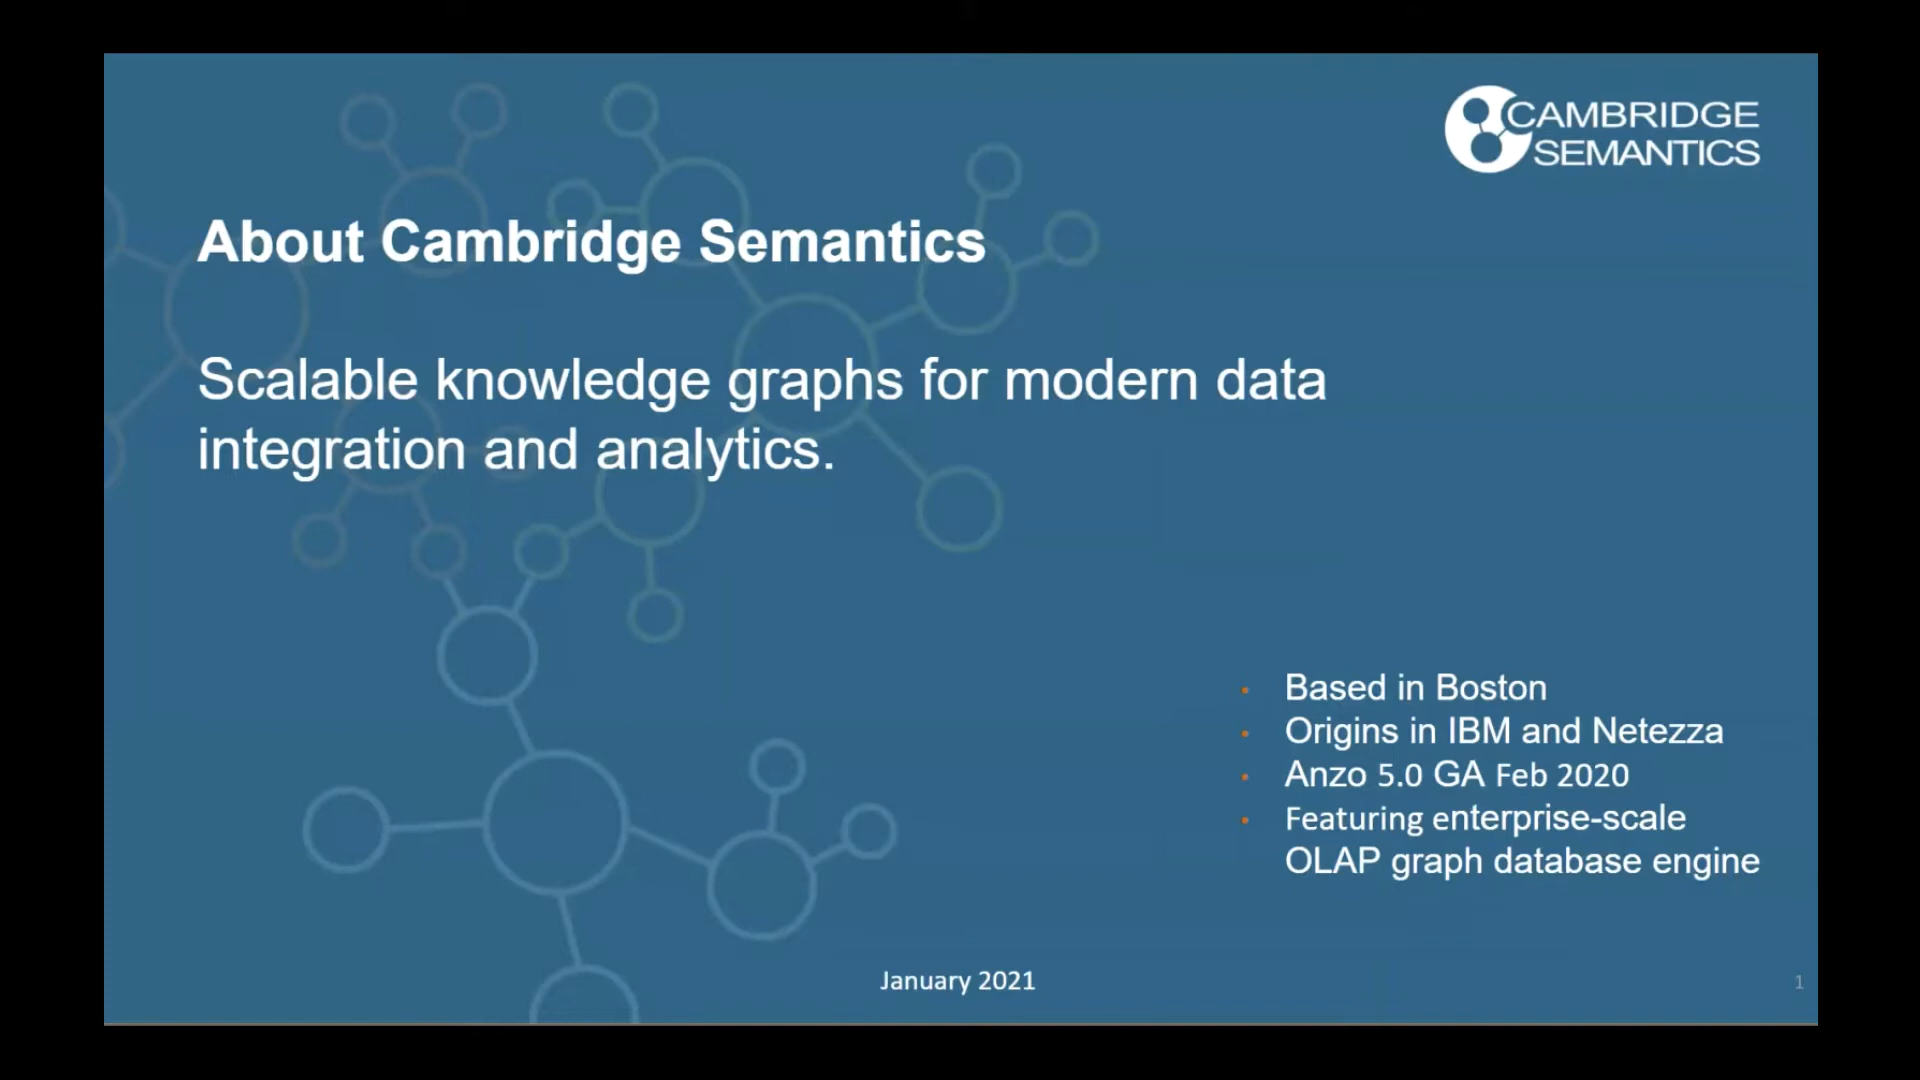 CAMBRIDGE
SEMANTICS
About Cambridge Semantics
Scalable knowledge graphs for modern data
integration and analytics.
· Based in Boston
· Origins in IBM and Netezza
· Anzo 5.0 GA Feb 2020
· Featuring enterprise-scale
OLAP graph database engine
January 2021
1